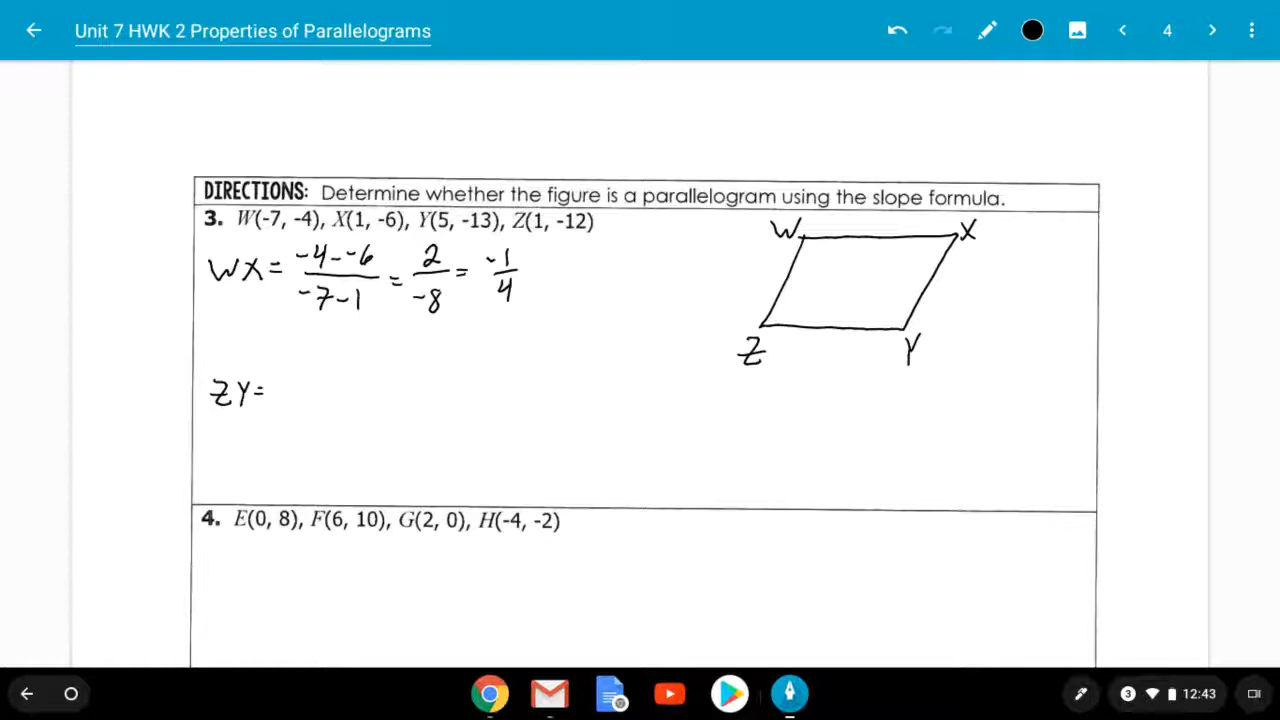 Unit 7 HWK 2 Properties of Parallelograms
4
DIRECTIONS: Determine whether the figure is a parallelogram using the slope formula.
3. W(-7, -4), X(1, -6), Y(5, -13), Z(1, -12)
WX = -4--6 / -7-1 = 2 / -8 = -1 / 4
W X
Z Y
ZY=
4. E(0, 8), F(6, 10), G(2, 0), H(-4, -2)
3 12:43